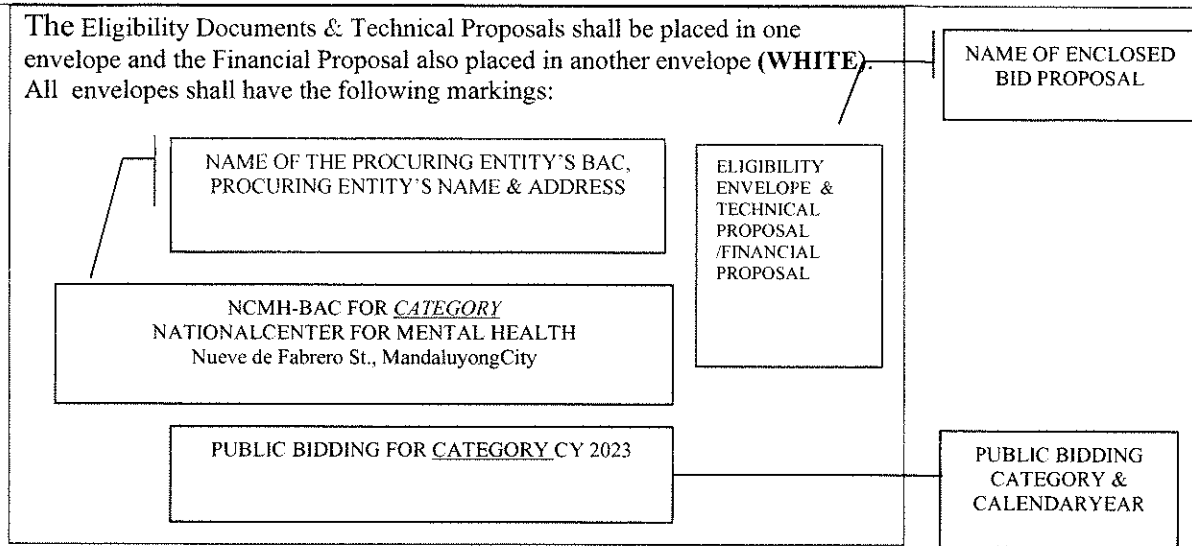 The Eligibility Documents & Technical Proposals shall be placed in one
envelope and the Financial Proposal also placed in another envelope (WHITE).
All envelopes shall have the following markings:
NAME OF ENCLOSED
BID PROPOSAL
NAME OF THE PROCURING ENTITY'S BAC,
PROCURING ENTITY'S NAME & ADDRESS
ELIGIBILITY
ENVELOPE &
TECHNICAL
PROPOSAL
/FINANCIAL
PROPOSAL
NCMH-BAC FOR CATEGORY
NATIONALCENTER FOR MENTAL HEALTH
Nueve de Fabrero St., MandaluyongCity
PUBLIC BIDDING FOR CATEGORY CY 2023
PUBLIC BIDDING
CATEGORY &
CALENDARYEAR